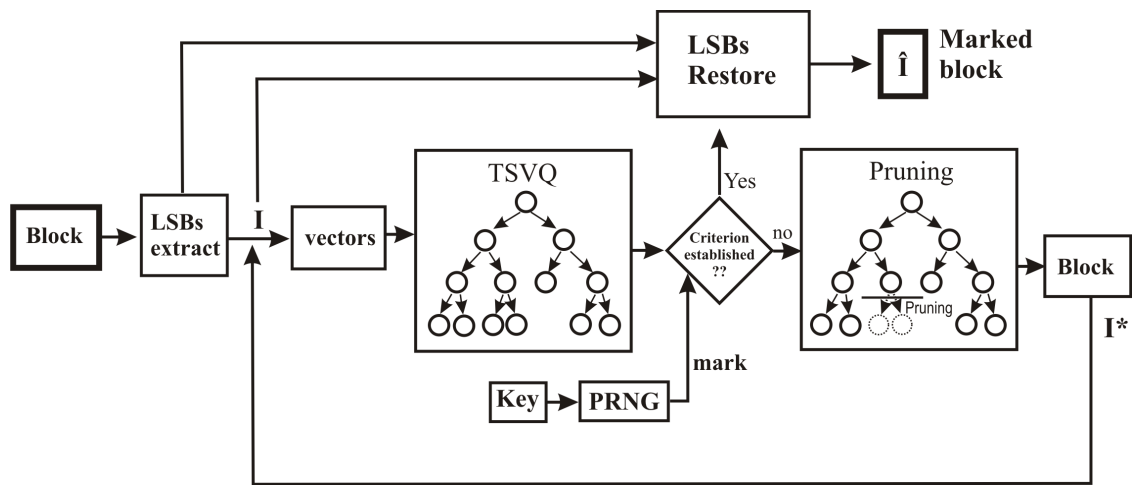 LSBs
Restore
Î
Marked
block
Block
LSBs
extract
I
vectors
TSVQ
Yes
Criterion
established
??
no
Pruning
Pruning
Block
I*
mark
Key
PRNG